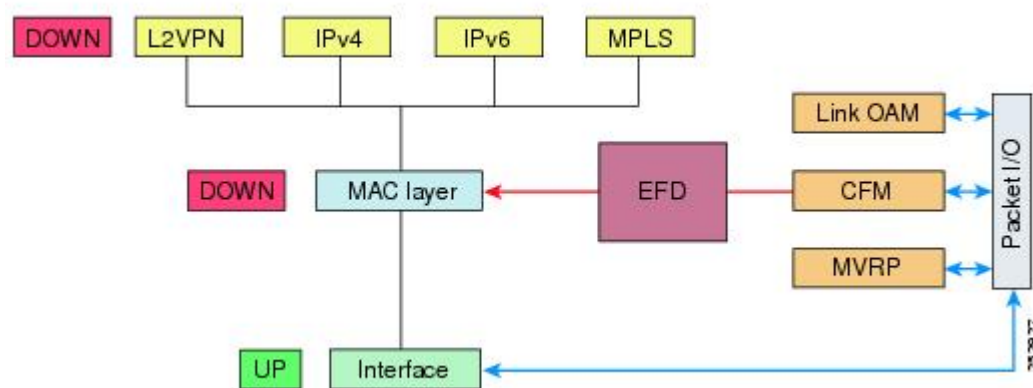 DOWN
L2VPN
IPv4
IPv6
MPLS
Link OAM
DOWN
MAC layer
EFD
CFM
Packet I/O
MVRP
UP
Interface